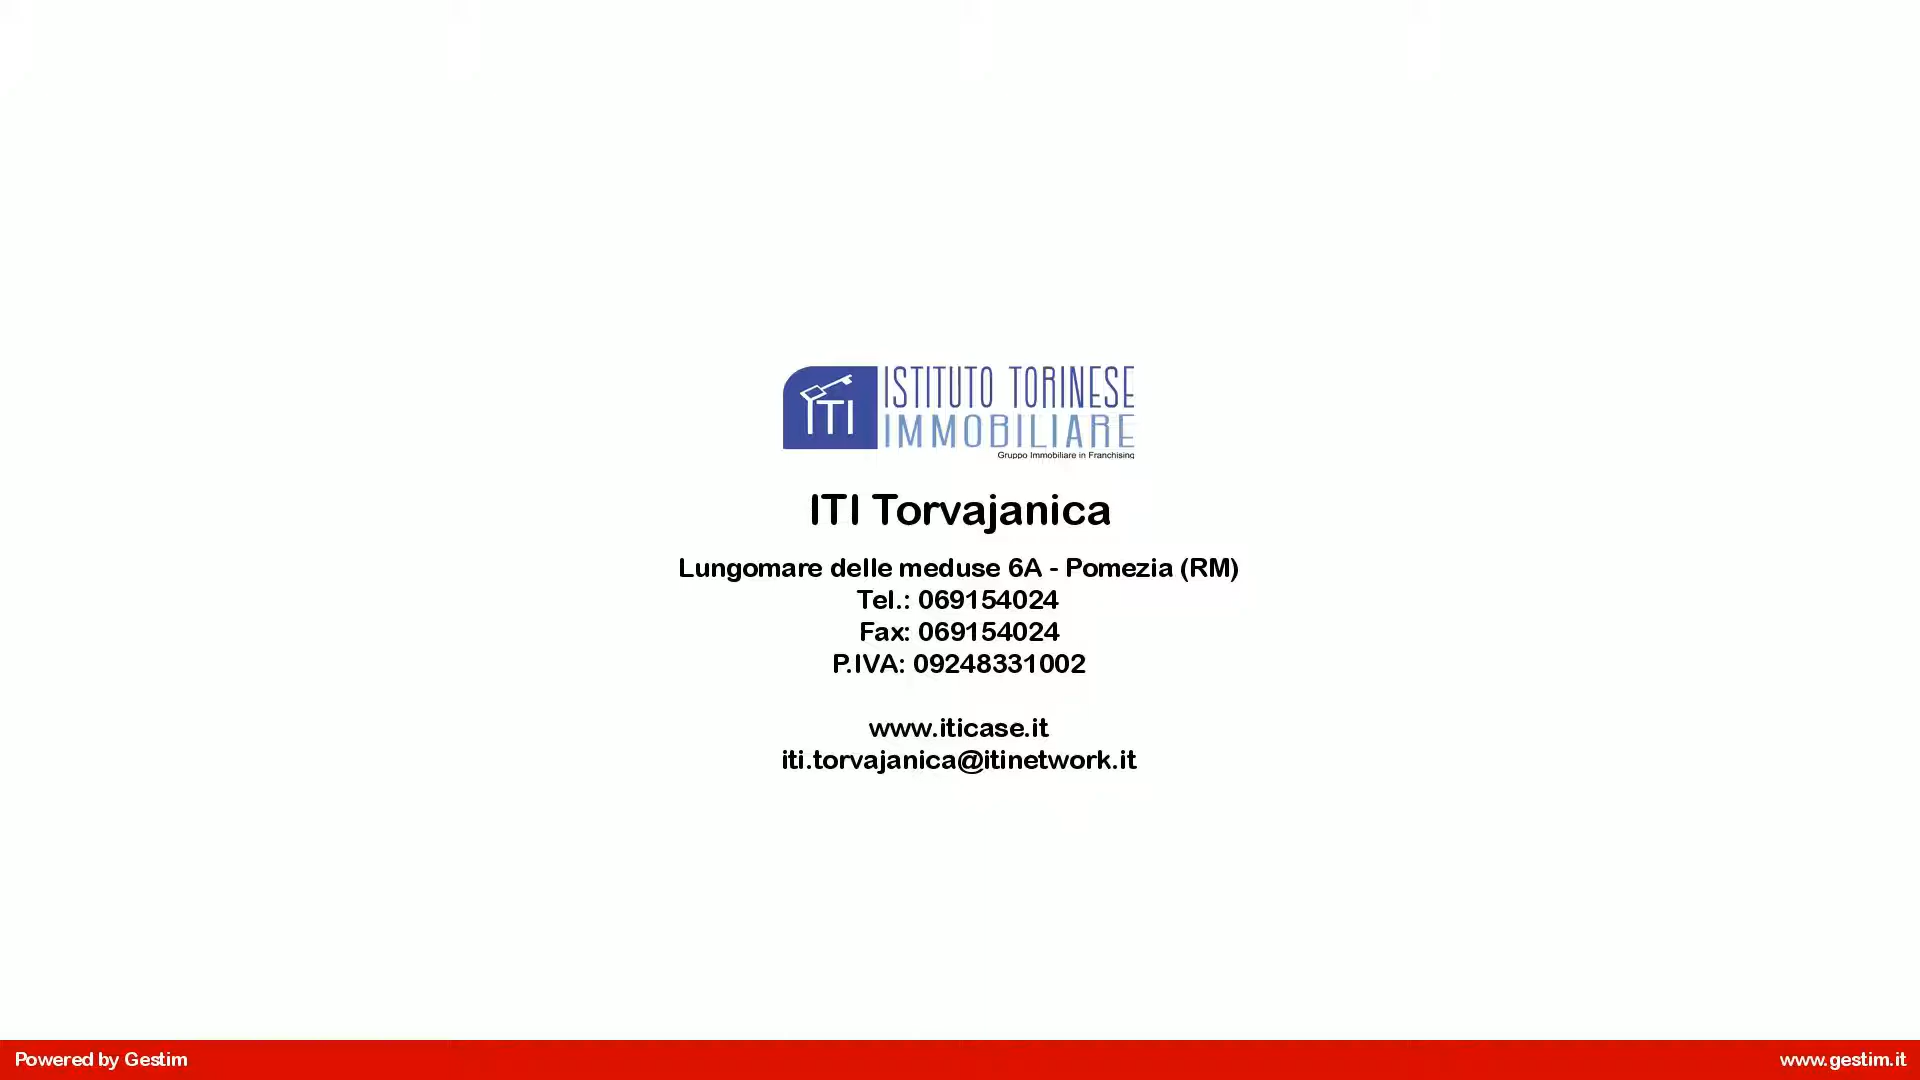 ITI
ISTITUTO TORINESE
IMMOBILIARE
Gruppo Immobiliare in Franchising
ITI Torvajanica
Lungomare delle meduse 6A - Pomezia (RM)
Tel.: 069154024
Fax: 069154024
P.IVA: 09248331002
www.iticase.it
iti.torvajanica@itinetwork.it
Powered by Gestim
www.gestim.it